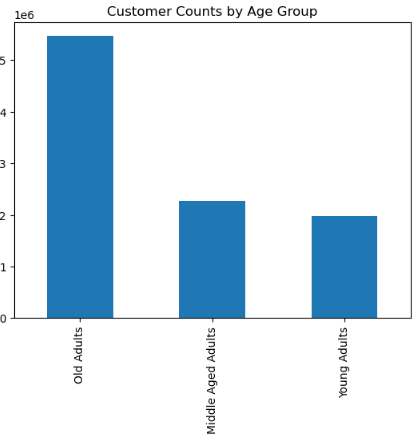 Customer Counts by Age Group
1e6
5
4
3
2
1
0
Old Adults
Middle Aged Adults
Young Adults